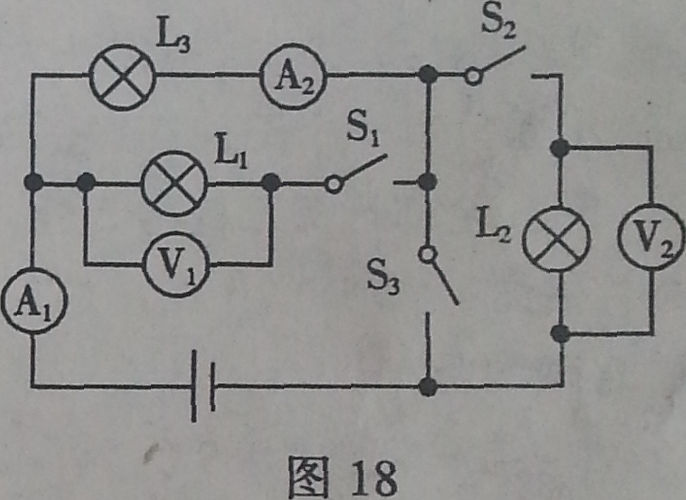 L₃
A₂
S₂
S₁
L₁
L₂
V₂
V₁
S₃
A₁
图 18